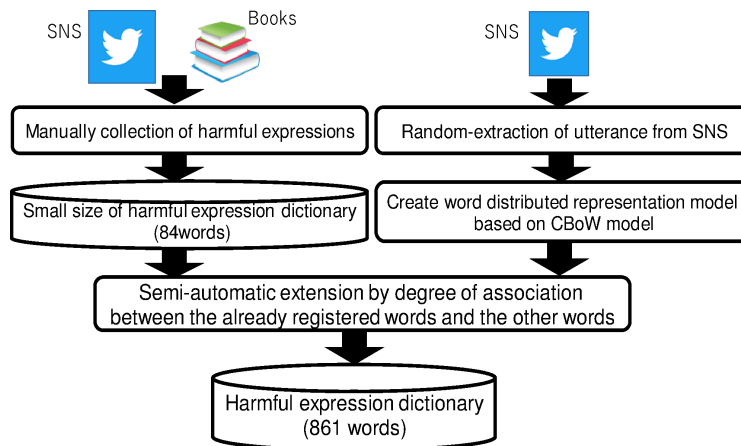 SNS
Books
Manually collection of harmful expressions
Small size of harmful expression dictionary
(84words)
SNS
Random-extraction of utterance from SNS
Create word distributed representation model
based on CBoW model
Semi-automatic extension by degree of association
between the already registered words and the other words
Harmful expression dictionary
(861 words)